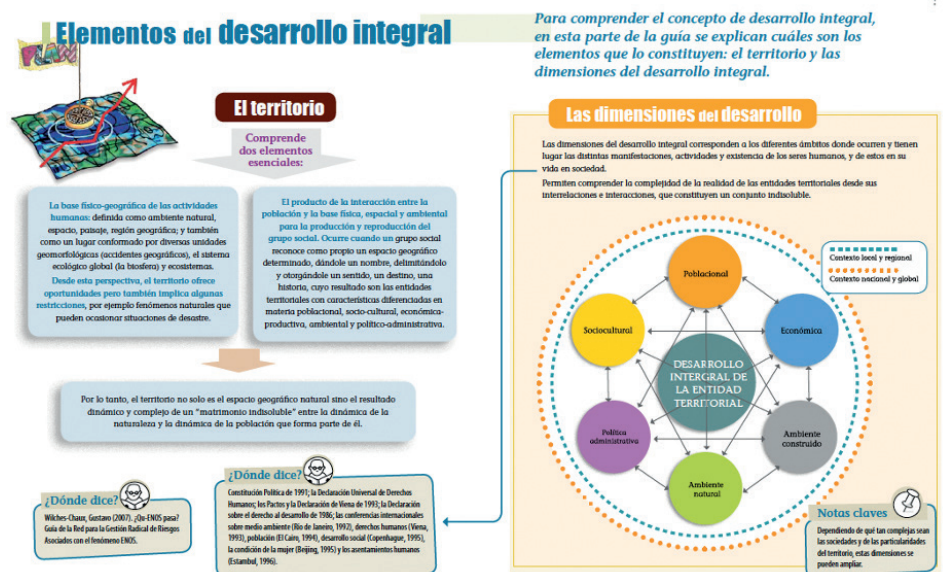 Elementos del desarrollo integral
PLAN
Para comprender el concepto de desarrollo integral,
en esta parte de la guía se explican cuáles son los
elementos que lo constituyen: el territorio y las
dimensiones del desarrollo integral.
El territorio
Comprende
dos elementos
esenciales:
La base físico-geográfica de las actividades
humanas: definida como ambiente natural,
espacio, paisaje, región geográfica; y también
como un lugar conformado por diversas unidades
geomorfológicas (accidentes geográficos), el sistema
ecológico global (la biosfera) y ecosistemas.
Desde esta perspectiva, el territorio ofrece
oportunidades pero también implica algunas
restricciones, por ejemplo fenómenos naturales que
pueden ocasionar situaciones de desastre.
El producto de la interacción entre la
población y la base física, espacial y ambiental
para la producción y reproducción del
grupo social. Ocurre cuando un grupo social
reconoce como propio un espacio geográfico
determinado, dándole un nombre, delimitándolo
y otorgándole un sentido, un destino, una
historia, cuyo resultado son las entidades
territoriales con características diferenciadas en
materia poblacional, socio-cultural, económica-
productiva, ambiental y político-administrativa.
Por lo tanto, el territorio no solo es el espacio geográfico natural sino el resultado
dinámico y complejo de un "matrimonio indisoluble" entre la dinámica de la
naturaleza y la dinámica de la población que forma parte de él.
¿Dónde dice?
Wilches-Chaux, Gustavo (2007). ¿Qu-ENOS pasa?
Guía de la Red para la Gestión Radical de Riesgos
Asociados con el fenómeno ENOS.
¿Dónde dice?
Constitución Política de 1991; la Declaración Universal de Derechos
Humanos; los Pactos y la Declaración de Viena de 1993; la Declaración
sobre el derecho al desarrollo de 1986; las conferencias internacionales
sobre medio ambiente (Río de Janeiro, 1992), derechos humanos (Viena,
1993), población (El Cairo, 1994), desarrollo social (Copenhague, 1995),
la condición de la mujer (Beijing, 1995) y los asentamientos humanos
(Estambul, 1996).
Las dimensiones del desarrollo
Las dimensiones del desarrollo integral corresponden a los diferentes ámbitos donde ocurren y tienen
lugar las distintas manifestaciones, actividades y existencia de los seres humanos, y de estos en su
vida en sociedad.
Permiten comprender la complejidad de la realidad de las entidades territoriales desde sus
interrelaciones e interacciones, que constituyen un conjunto indisoluble.
Contexto local y regional
Contexto nacional y global
Poblacional
Sociocultural
Económica
DESARROLLO
INTERGRAL DE
LA ENTIDAD
TERRITORIAL
Política
administrativa
Ambiente
construido
Ambiente
natural
Notas claves
Dependiendo de qué tan complejas sean
las sociedades y de las particularidades
del territorio, estas dimensiones se
pueden ampliar.